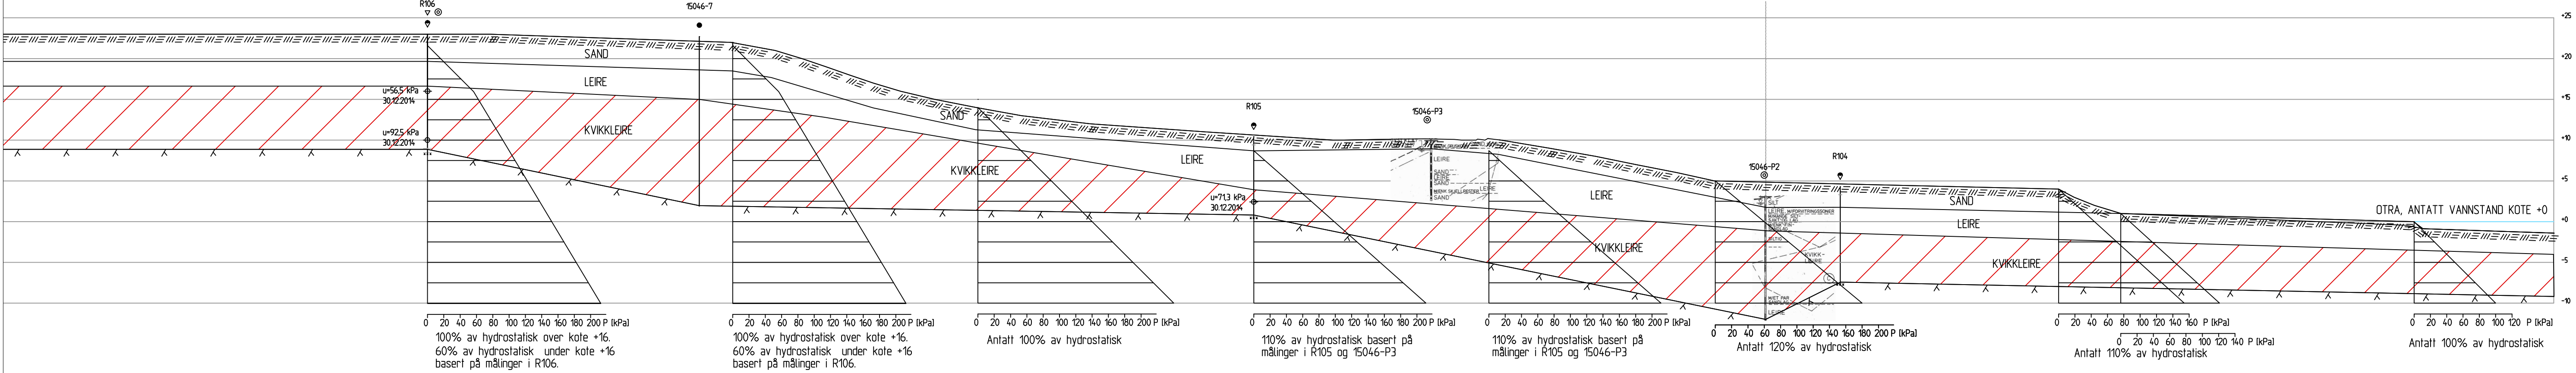 R106
15046-7
+25
SAND
+20
LEIRE
u=56,5 kPa
30.12.2014
+15
KVIKKLEIRE
SAND
R105
15046-P3
u=92,5 kPa
30.12.2014
+10
LEIRE
KVIKKLEIRE
LEIRE
SAND
LEIRE
SAND
SAND
LEIRE
15046-P2
R104
+5
u=71,3 kPa
30.12.2014
LEIRE
SILT
SAND
OTRA, ANTATT VANNSTAND KOTE +0
+0
LEIRE
KVIKKLEIRE
KVIKK-
LEIRE
KVIKKLEIRE
-5
LEIRE
-10
0 20 40 60 80 100 120 140 160 180 200 P [kPa]
100% av hydrostatisk over kote +16.
60% av hydrostatisk under kote +16
basert på målinger i R106.
0 20 40 60 80 100 120 140 160 180 200 P [kPa]
100% av hydrostatisk over kote +16.
60% av hydrostatisk under kote +16
basert på målinger i R106.
0 20 40 60 80 100 120 140 160 180 200 P [kPa]
Antatt 100% av hydrostatisk
0 20 40 60 80 100 120 140 160 180 200 P [kPa]
110% av hydrostatisk basert på
målinger i R105 og 15046-P3
0 20 40 60 80 100 120 140 160 180 200 P [kPa]
110% av hydrostatisk basert på
målinger i R105 og 15046-P3
0 20 40 60 80 100 120 140 160 180 200 P [kPa]
Antatt 120% av hydrostatisk
0 20 40 60 80 100 120 140 160 P [kPa]
0 20 40 60 80 100 120 140 P [kPa]
Antatt 110% av hydrostatisk
0 20 40 60 80 100 120 P [kPa]
Antatt 100% av hydrostatisk